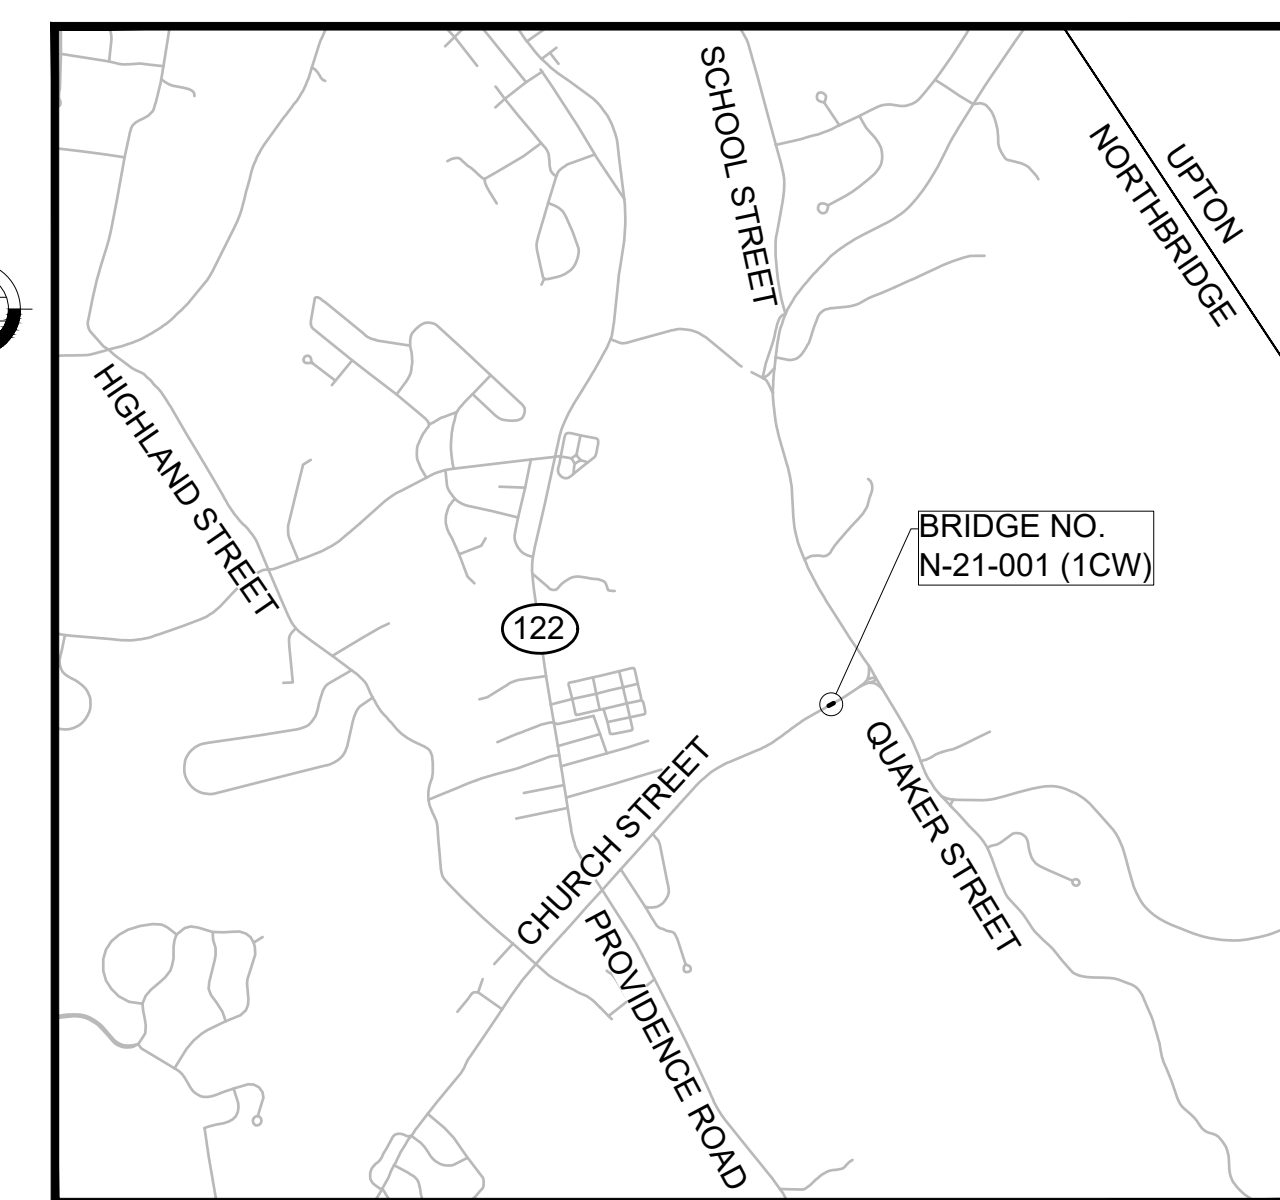 SCHOOL STREET
UPTON
NORTHBRIDGE
HIGHLAND STREET
BRIDGE NO.
N-21-001 (1CW)
122
CHURCH STREET
QUAKER STREET
PROVIDENCE ROAD